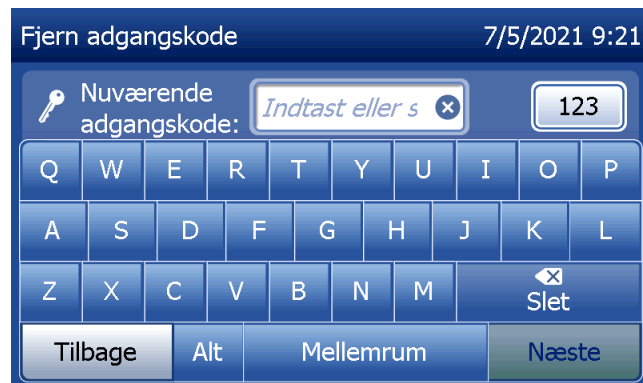 Fjern adgangskode 7/5/2021 9:21
Nuværende
adgangskode: Indtast eller s 123
Q W E R T Y U I O P
A S D F G H J K L
Z X C V B N M Slet
Tilbage Alt Mellemrum Næste